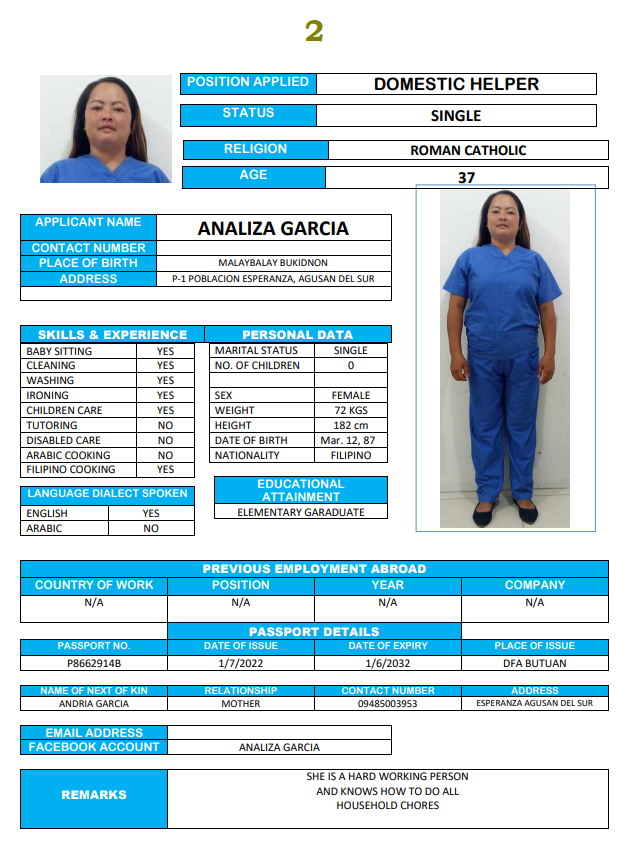 2
POSITION APPLIED DOMESTIC HELPER
STATUS SINGLE
RELIGION ROMAN CATHOLIC
AGE 37
APPLICANT NAME ANALIZA GARCIA
CONTACT NUMBER
PLACE OF BIRTH MALAYBALAY BUKIDNON
ADDRESS P-1 POBLACION ESPERANZA, AGUSAN DEL SUR
SKILLS & EXPERIENCE PERSONAL DATA
BABY SITTING YES MARITAL STATUS SINGLE
CLEANING YES NO. OF CHILDREN 0
WASHING YES
IRONING YES SEX FEMALE
CHILDREN CARE YES WEIGHT 72 KGS
TUTORING NO HEIGHT 182 cm
DISABLED CARE NO DATE OF BIRTH Mar. 12, 87
ARABIC COOKING NO NATIONALITY FILIPINO
FILIPINO COOKING YES
LANGUAGE DIALECT SPOKEN
ENGLISH YES
ARABIC NO
EDUCATIONAL
ATTAINMENT
ELEMENTARY GARADUATE
PREVIOUS EMPLOYMENT ABROAD
COUNTRY OF WORK POSITION YEAR COMPANY
N/A N/A N/A N/A
PASSPORT DETAILS
PASSPORT NO. DATE OF ISSUE DATE OF EXPIRY PLACE OF ISSUE
P8662914B 1/7/2022 1/6/2032 DFA BUTUAN
NAME OF NEXT OF KIN RELATIONSHIP CONTACT NUMBER ADDRESS
ANDRIA GARCIA MOTHER 09485003953 ESPERANZA AGUSAN DEL SUR
EMAIL ADDRESS
FACEBOOK ACCOUNT ANALIZA GARCIA
REMARKS
SHE IS A HARD WORKING PERSON
AND KNOWS HOW TO DO ALL
HOUSEHOLD CHORES